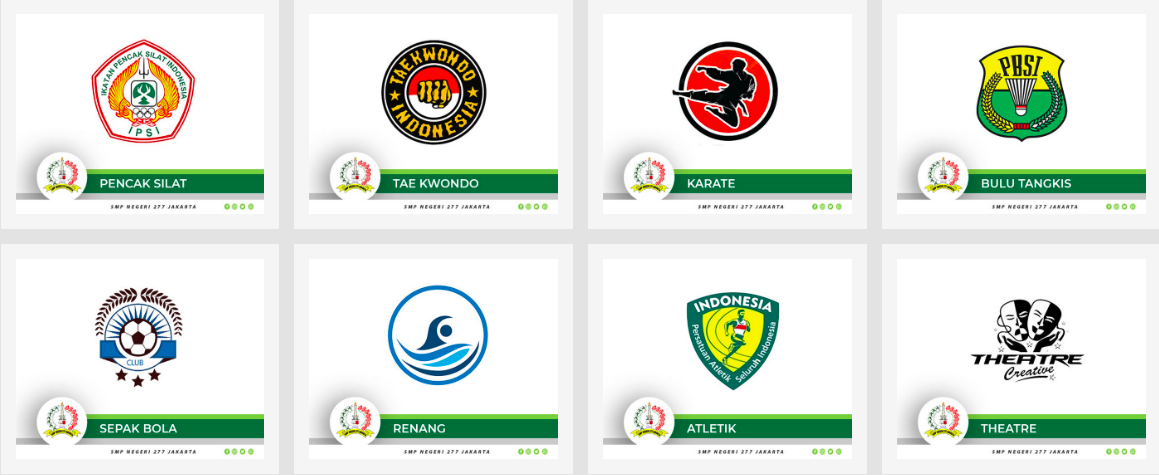 IKATAN PENCAK SILAT INDONESIA
IPSI
PENCAK SILAT
SMP NEGERI 277 JAKARTA
TAEKWONDO
INDONESIA
TAE KWONDO
SMP NEGERI 277 JAKARTA
KARATE
SMP NEGERI 277 JAKARTA
PBSI
BULU TANGKIS
SMP NEGERI 277 JAKARTA
CLUB
SEPAK BOLA
SMP NEGERI 277 JAKARTA
RENANG
SMP NEGERI 277 JAKARTA
INDONESIA
Persatuan Atletik Seluruh Indonesia
ATLETIK
SMP NEGERI 277 JAKARTA
THEATRE
Creative
THEATRE
SMP NEGERI 277 JAKARTA